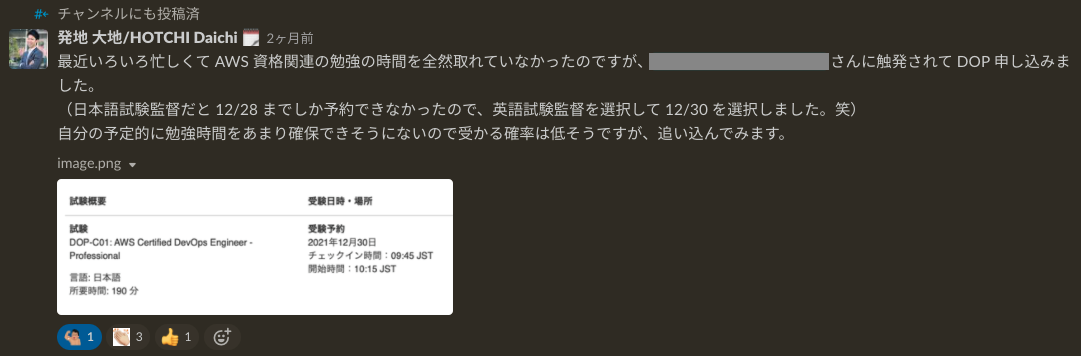 チャンネルにも投稿済
発地 大地/HOTCHI Daichi 2ヶ月前
最近いろいろ忙しくて AWS 資格関連の勉強の時間を全然取れていなかったのですが、 さんに触発されて DOP 申し込みま
した。
（日本語試験監督だと 12/28 までしか予約できなかったので、英語試験監督を選択して 12/30 を選択しました。笑）
自分の予定的に勉強時間をあまり確保できそうにないので受かる確率は低そうですが、追い込んでみます。
image.png
試験概要 受験日時・場所
試験 受験予約
DOP-C01: AWS Certified DevOps Engineer - 2021年12月30日
Professional チェックイン時間：09:45 JST
開始時間：10:15 JST
言語: 日本語
所要時間: 190 分
1 3 1